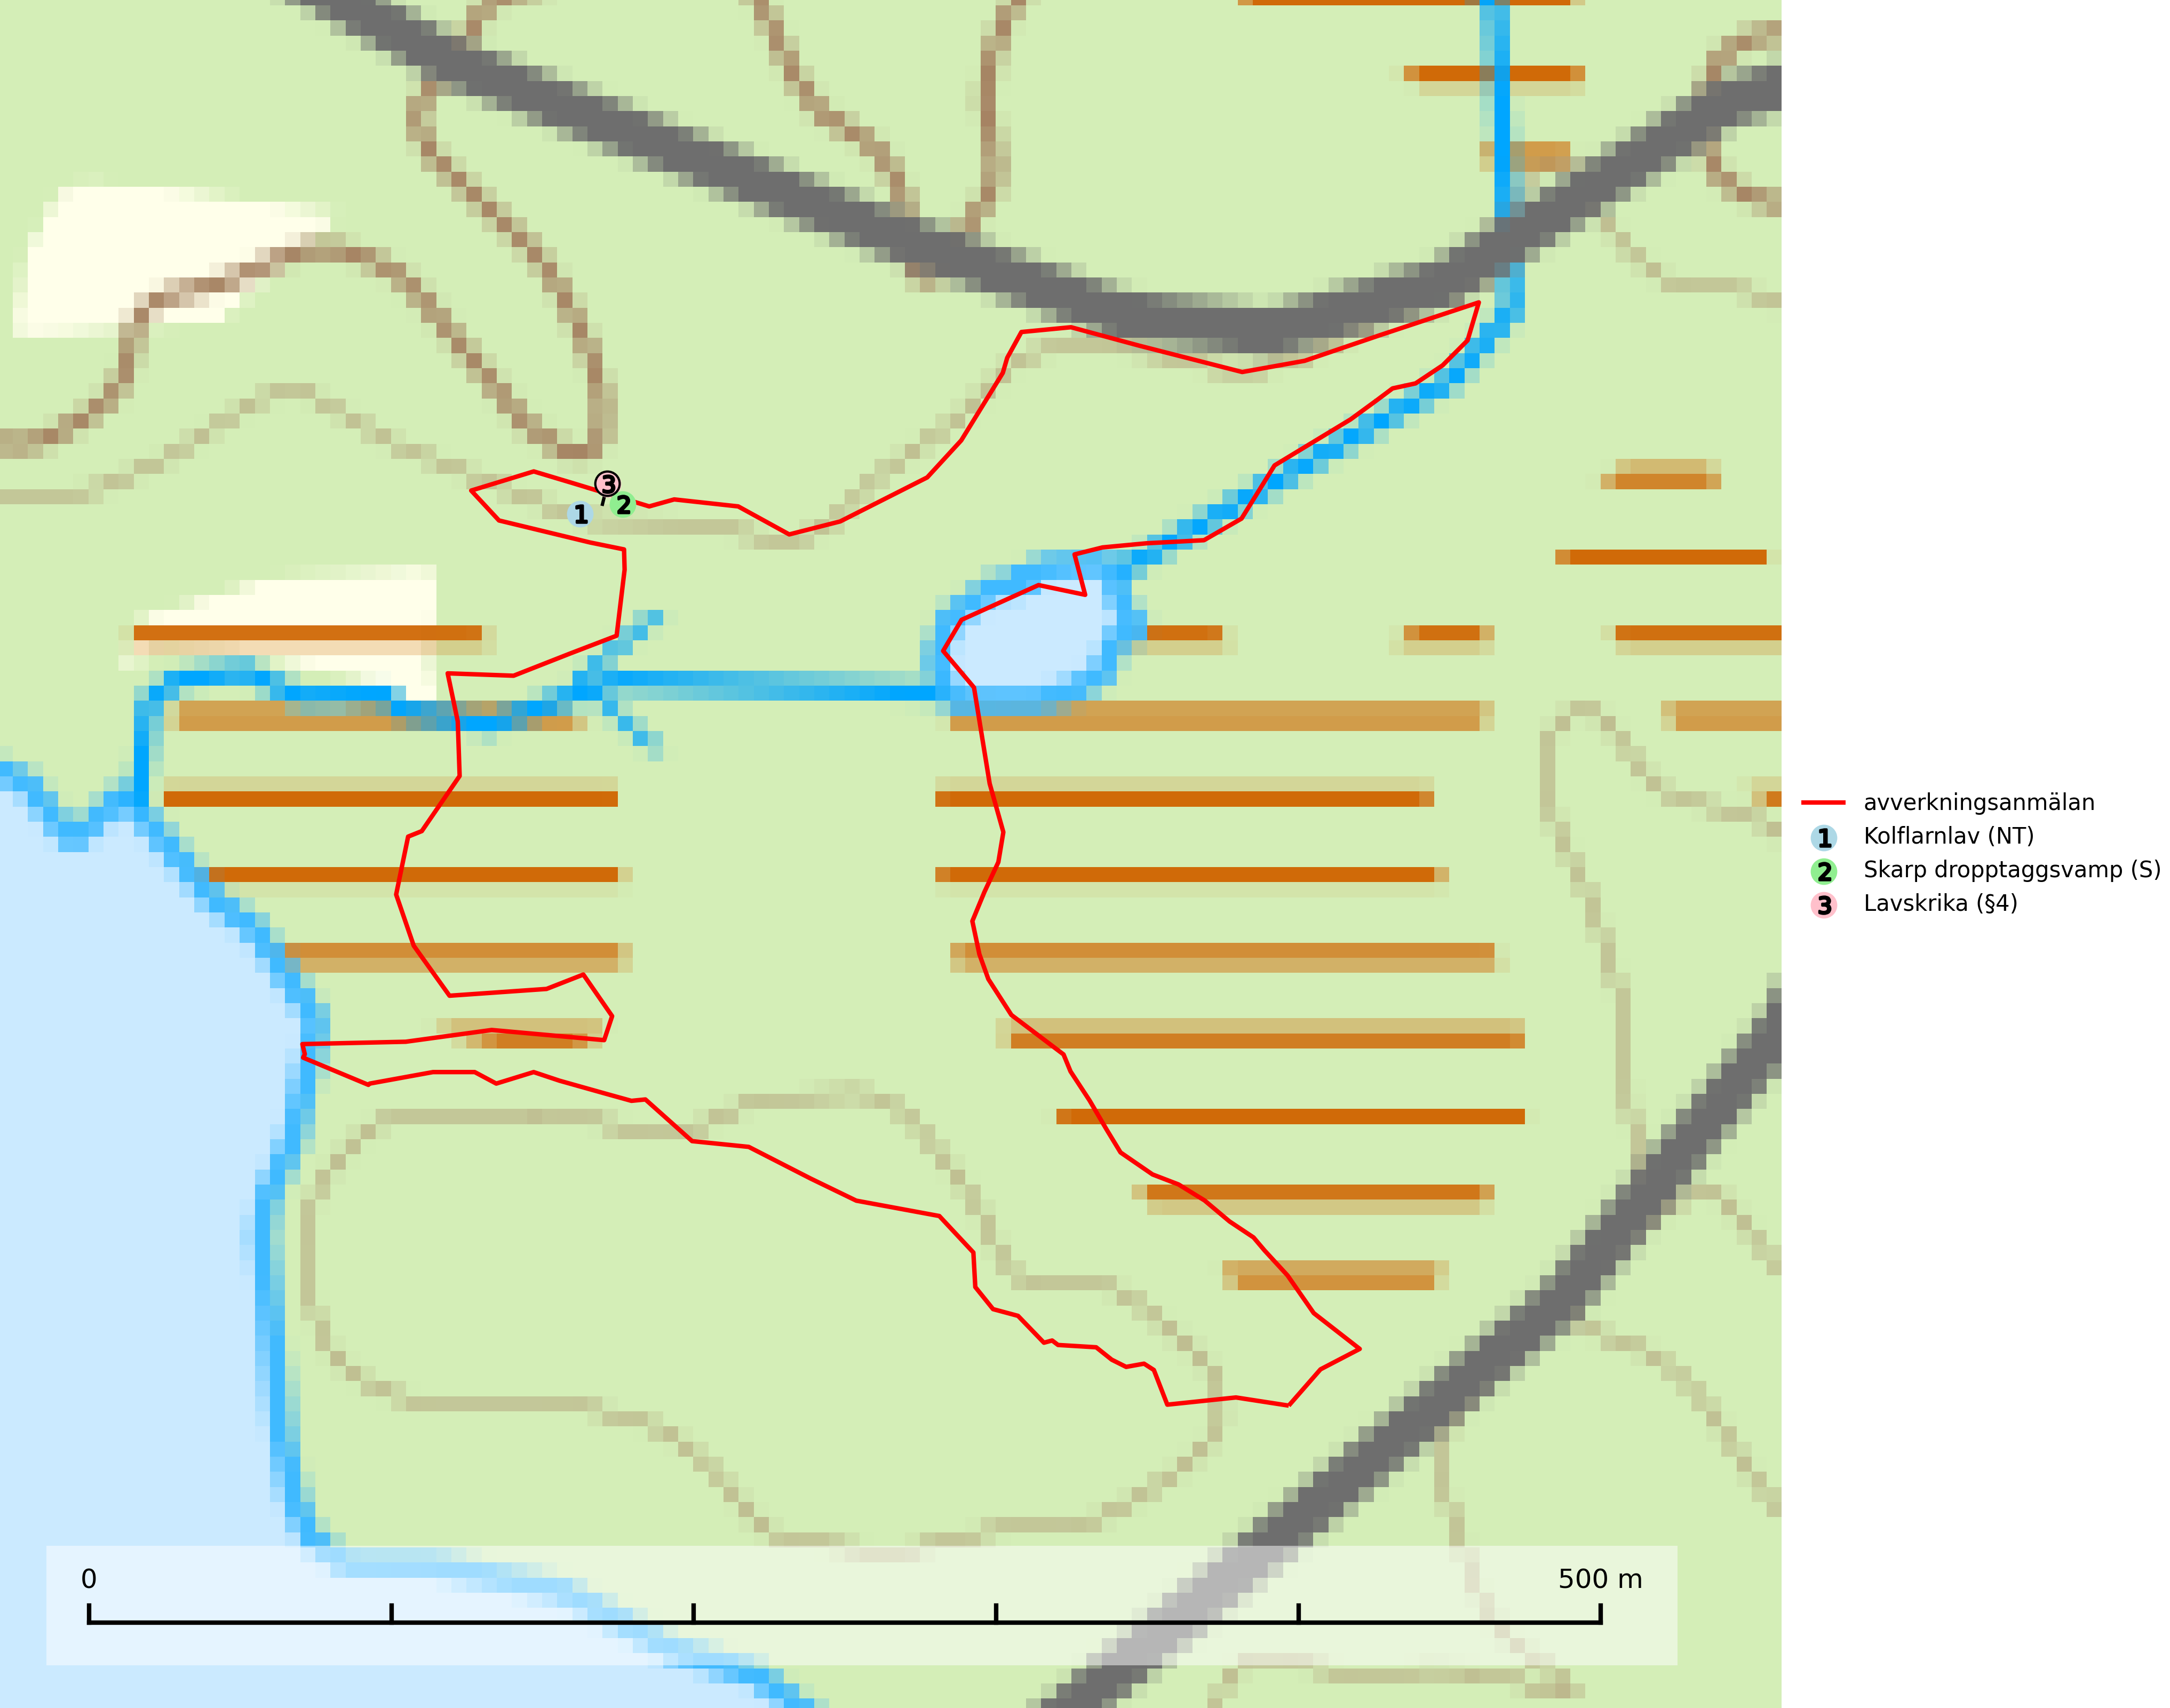 3
2
1
avverkningsanmälan
1 Kolflarnlav (NT)
2 Skarp dropptaggsvamp (S)
3 Lavskrika (§4)
0 500 m